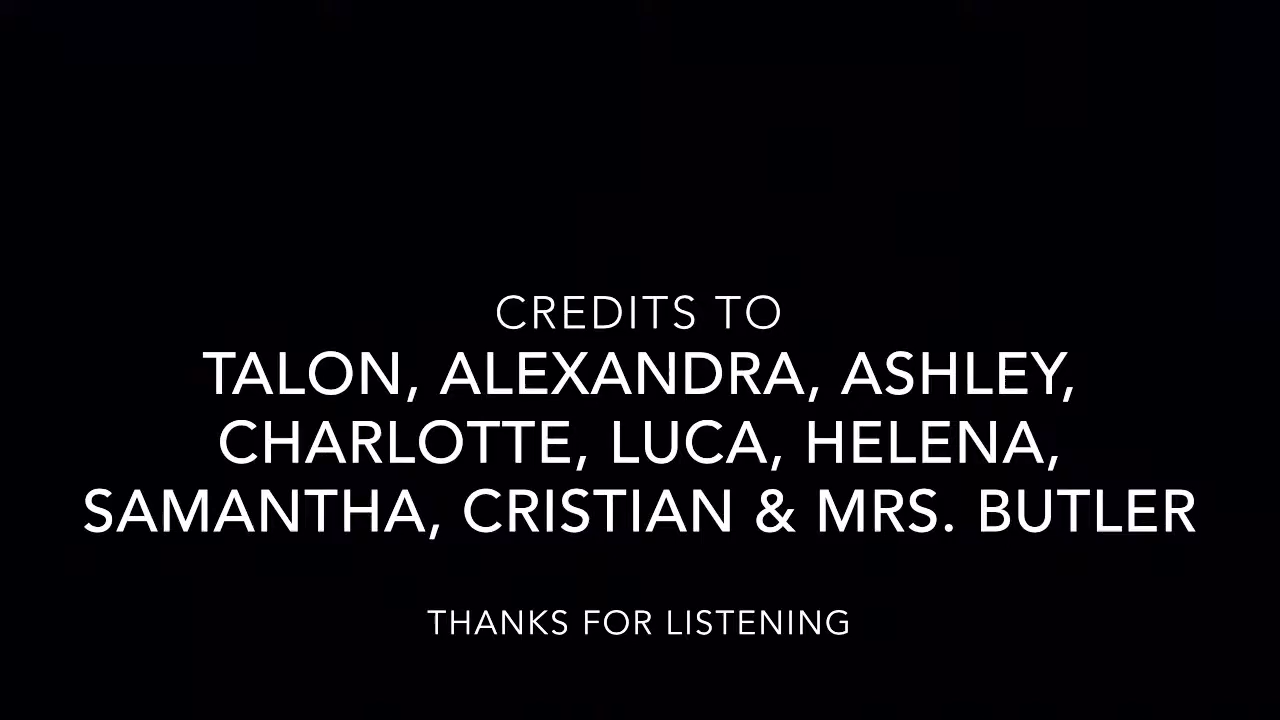 CREDITS TO
TALON, ALEXANDRA, ASHLEY,
CHARLOTTE, LUCA, HELENA,
SAMANTHA, CRISTIAN & MRS. BUTLER
THANKS FOR LISTENING